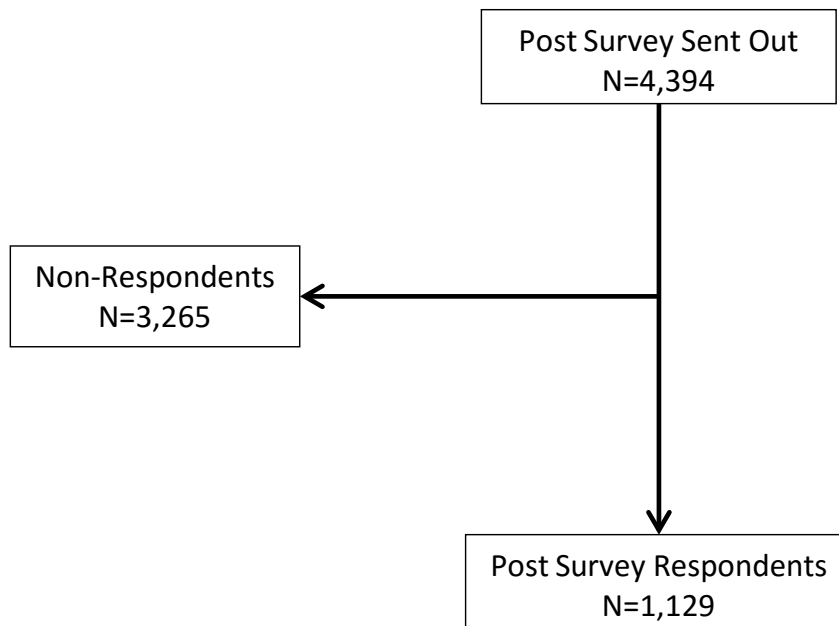 Post Survey Sent Out
N=4,394
Non-Respondents
N=3,265
Post Survey Respondents
N=1,129